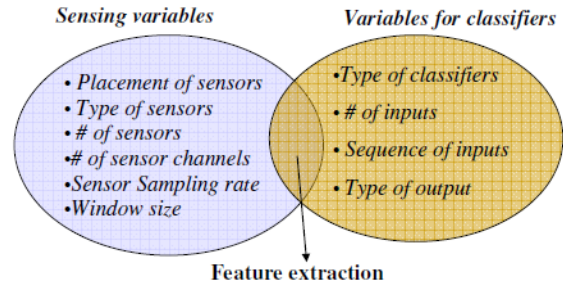 Sensing variables
Variables for classifiers
• Placement of sensors
• Type of sensors
• # of sensors
•# of sensor channels
•Sensor Sampling rate
•Window size
•Type of classifiers
• # of inputs
• Sequence of inputs
• Type of output
Feature extraction